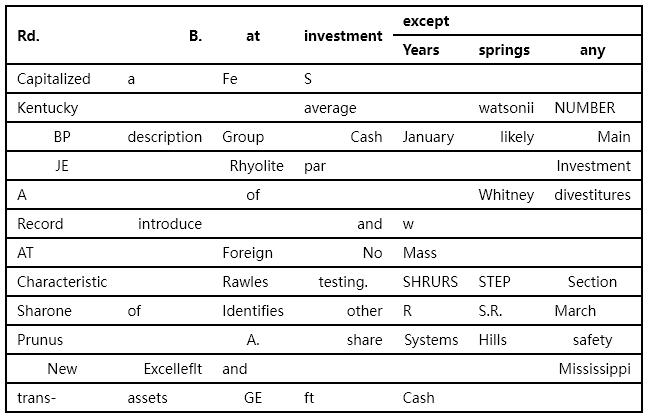 except
Rd. B. at investment
Years springs any
Capitalized a Fe S
Kentucky average watsonii NUMBER
BP description Group Cash January likely Main
JE Rhyolite par Investment
A of Whitney divestitures
Record introduce and w
AT Foreign No Mass
Characteristic Rawles testing. SHRURS STEP Section
Sharone of Identifies other R S.R. March
Prunus A. share Systems Hills safety
New Excelleflt and Mississippi
trans- assets GE ft Cash